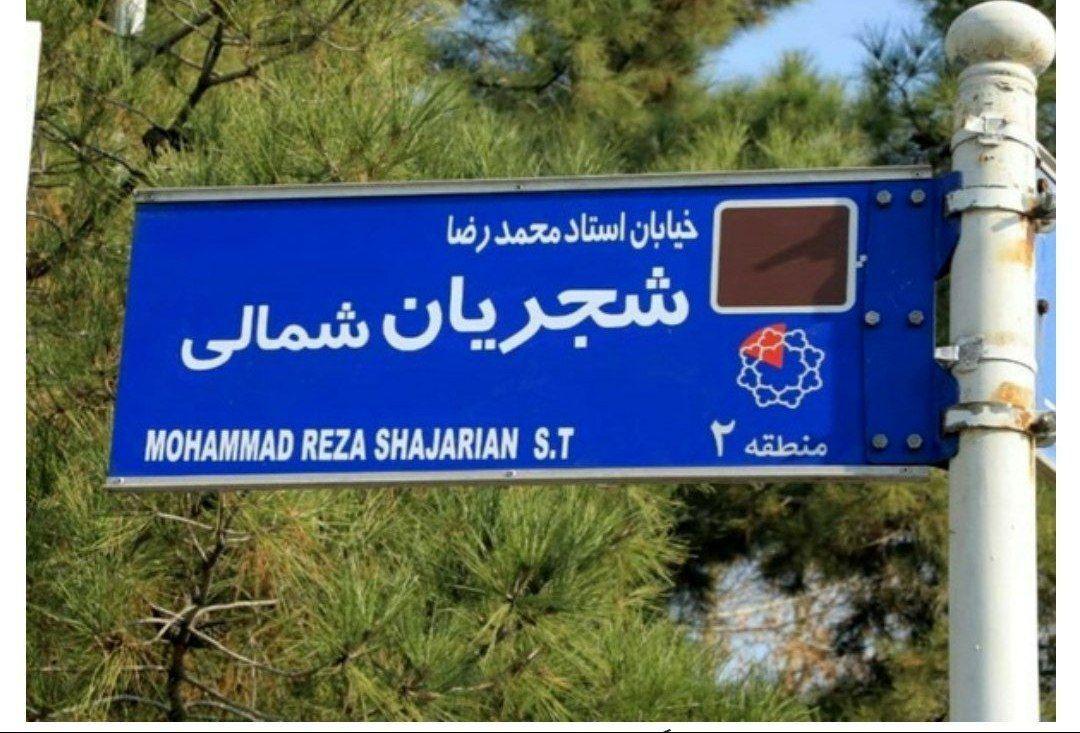 خیابان استاد محمد رضا
شجریان شمالی
MOHAMMAD REZA SHAJARIAN S.T
منطقه ۲